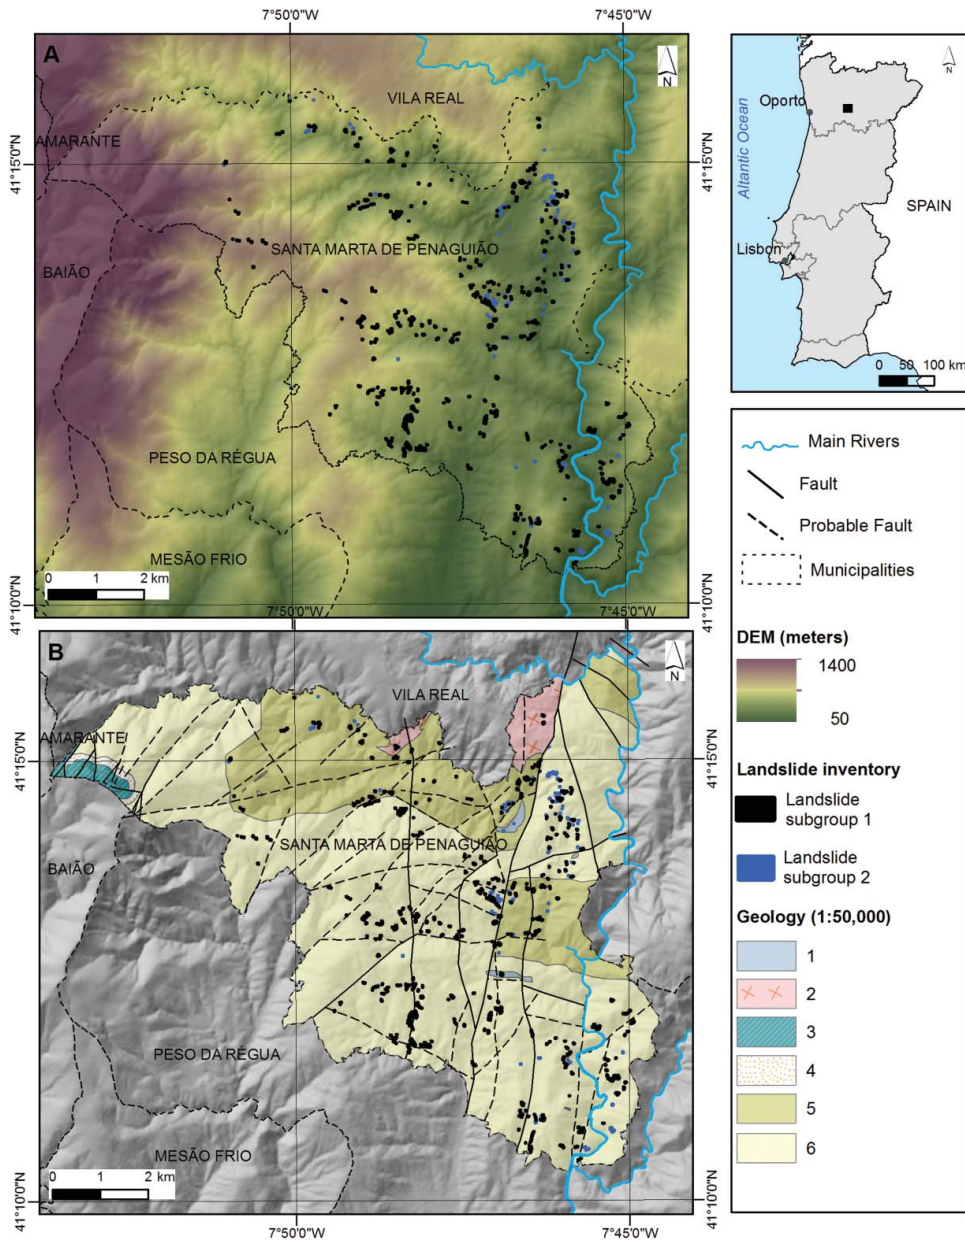 7°50'0"W
7°45'0"W
A
N
VILA REAL
AMARANTE
41°15'0"N
41°15'0"N
SANTA MARTA DE PENAGUIÃO
BAIÃO
PESO DA RÉGUA
MESÃO FRIO
0 1 2 km
41°10'0"N
41°10'0"N
7°50'0"W
7°45'0"W
B
N
VILA REAL
AMARANTE
41°15'0"N
41°15'0"N
SANTA MARTA DE PENAGUIÃO
BAIÃO
PESO DA RÉGUA
MESÃO FRIO
0 1 2 km
41°10'0"N
41°10'0"N
7°50'0"W
7°45'0"W
N
Oporto
Altantic Ocean
SPAIN
Lisbon
0 50 100 km
Main Rivers
Fault
Probable Fault
Municipalities
DEM (meters)
1400
50
Landslide inventory
Landslide
subgroup 1
Landslide
subgroup 2
Geology (1:50,000)
1
2
3
4
5
6